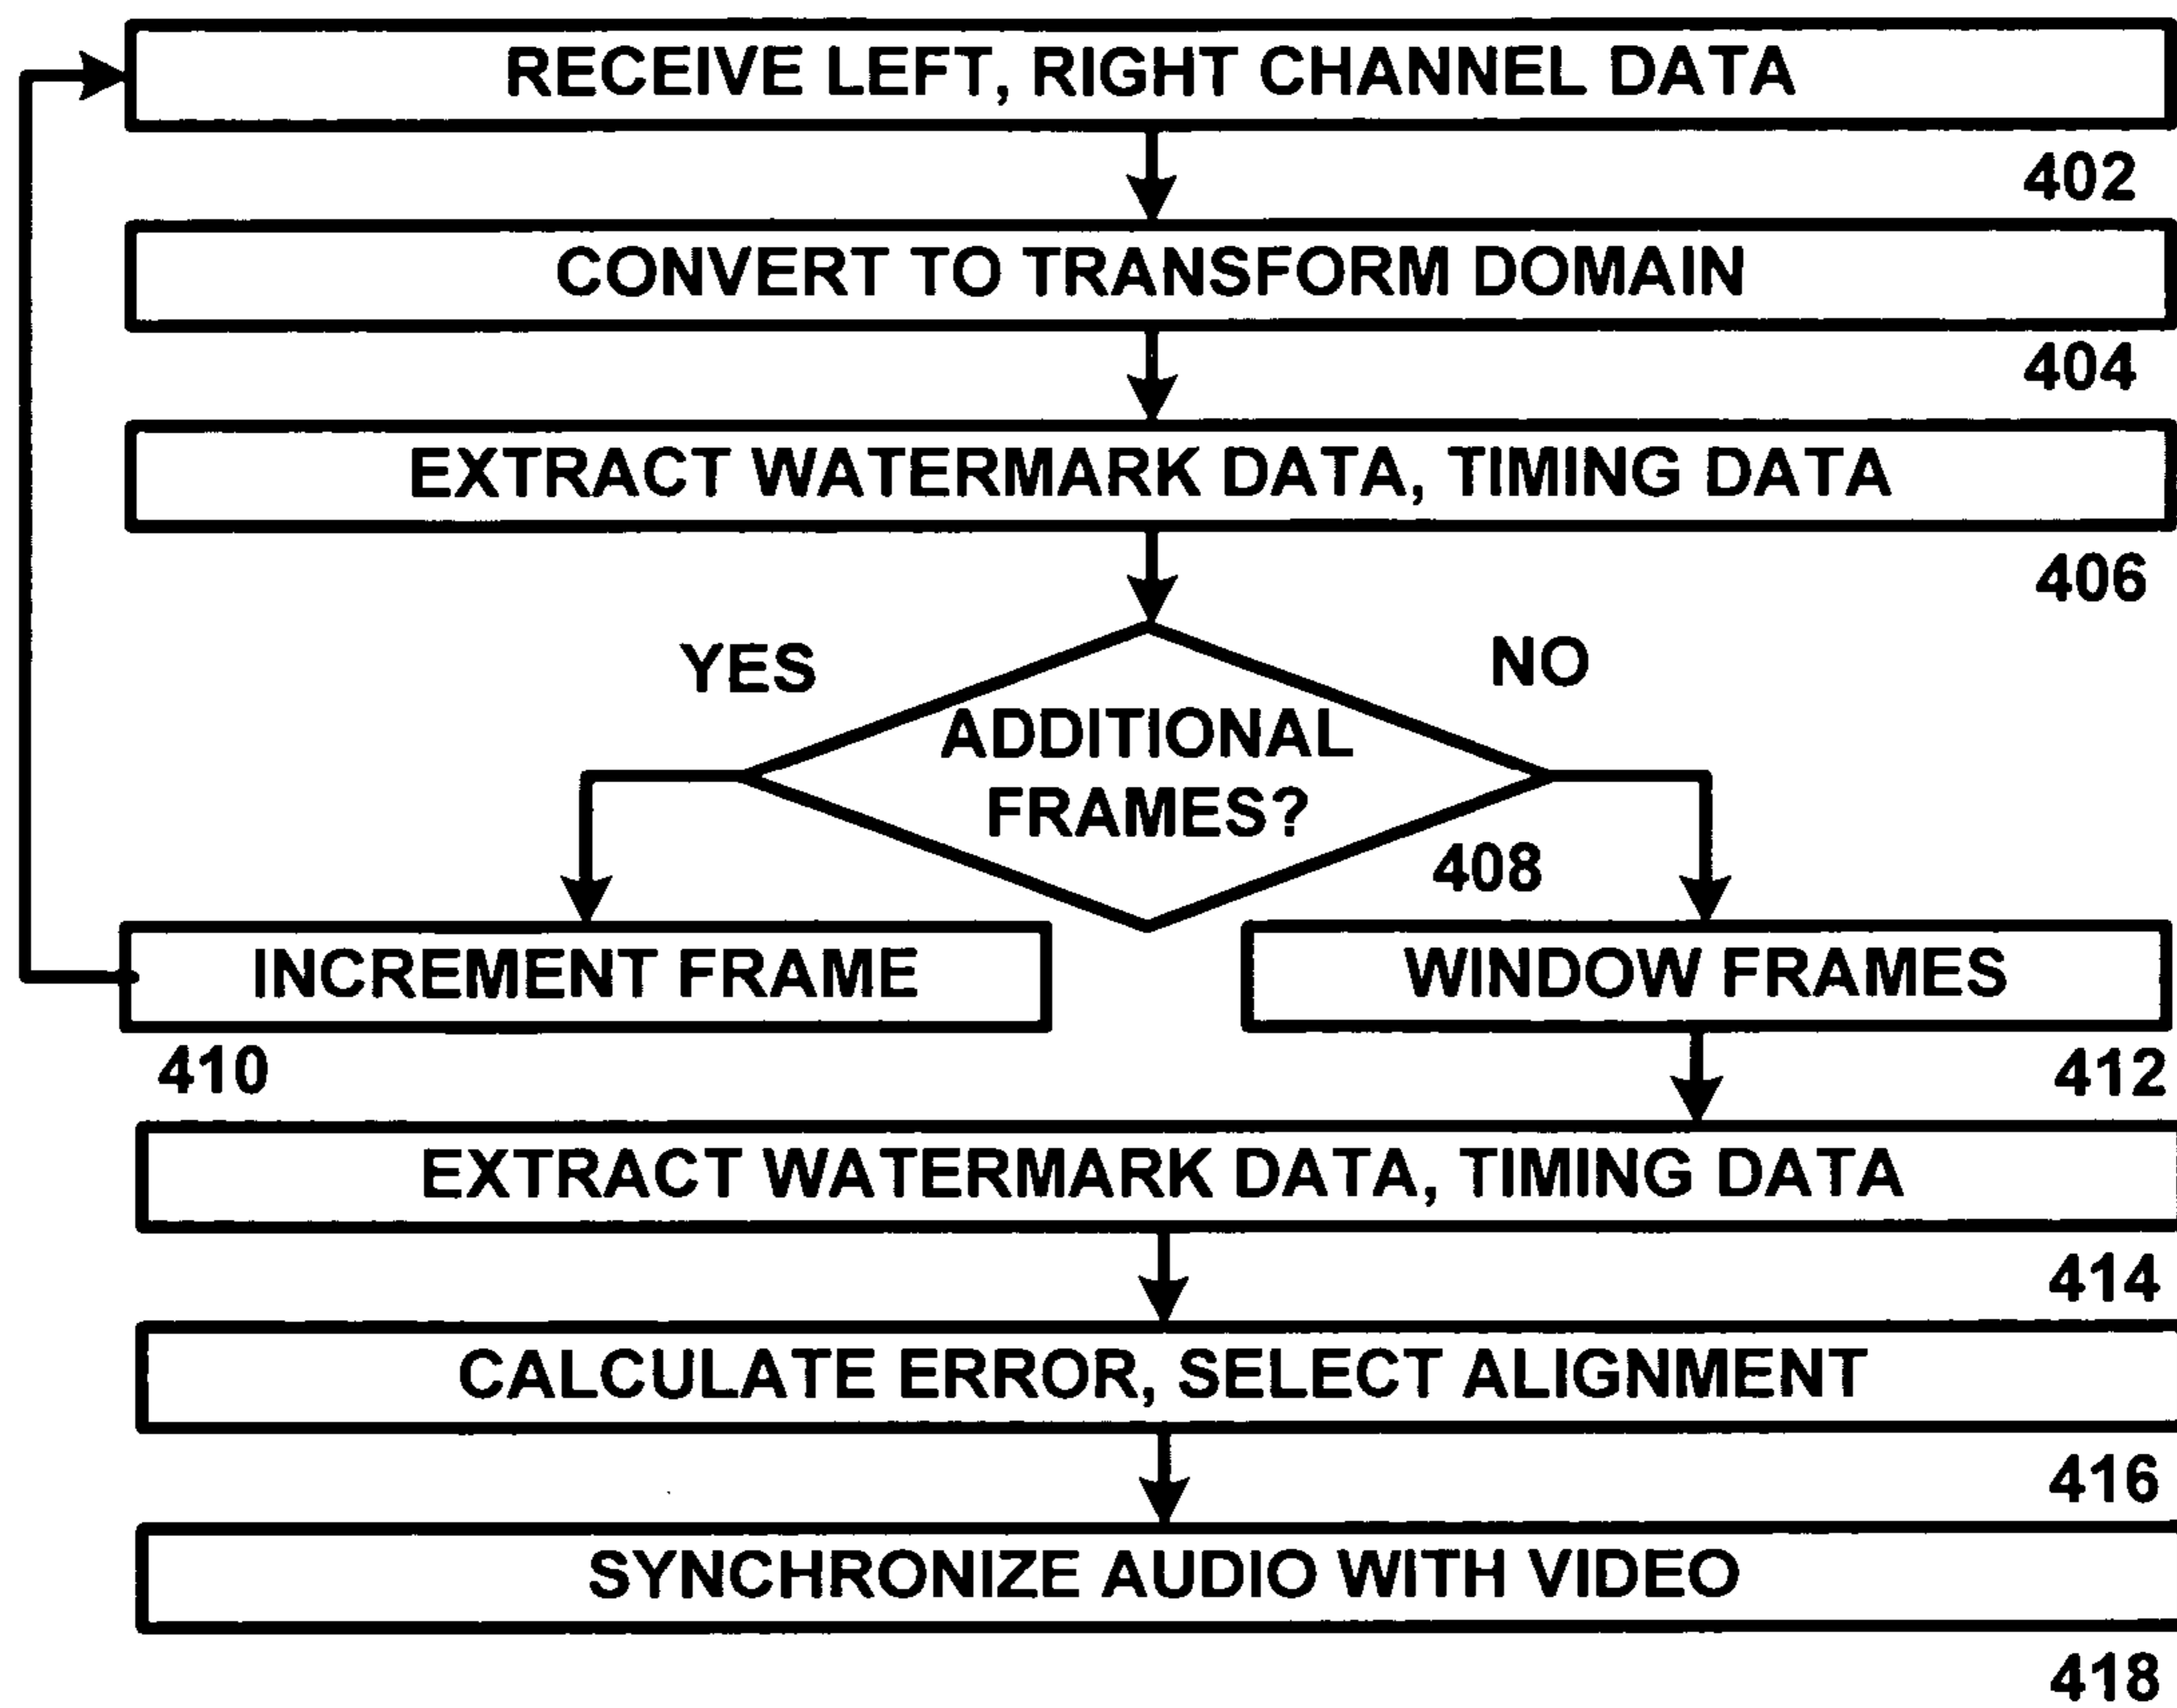 RECEIVE LEFT, RIGHT CHANNEL DATA
402
CONVERT TO TRANSFORM DOMAIN
404
EXTRACT WATERMARK DATA, TIMING DATA
406
YES
NO
ADDITIONAL
FRAMES?
408
INCREMENT FRAME
WINDOW FRAMES
410
412
EXTRACT WATERMARK DATA, TIMING DATA
414
CALCULATE ERROR, SELECT ALIGNMENT
416
SYNCHRONIZE AUDIO WITH VIDEO
418